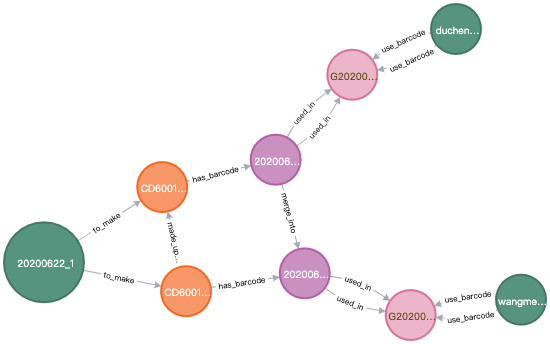 duchen...
use_barcode
use_barcode
G20200...
used_in
used_in
202006...
has_barcode
CD6001...
to_make
merge_into
made_up...
20200622_1
to_make
CD6001...
has_barcode
202006...
used_in
used_in
use_barcode
use_barcode
wangme...
G20200...